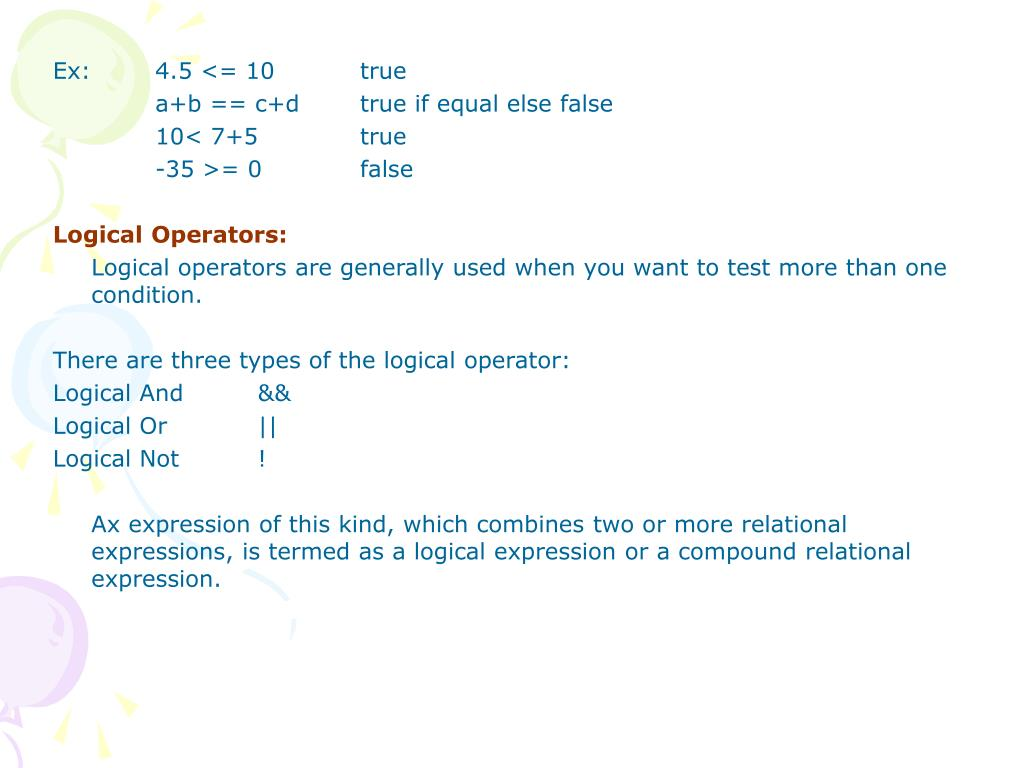 Ex: 4.5 <= 10 true
a+b == c+d true if equal else false
10< 7+5 true
-35 >= 0 false
Logical Operators:
Logical operators are generally used when you want to test more than one
condition.
There are three types of the logical operator:
Logical And &&
Logical Or ||
Logical Not !
Ax expression of this kind, which combines two or more relational
expressions, is termed as a logical expression or a compound relational
expression.